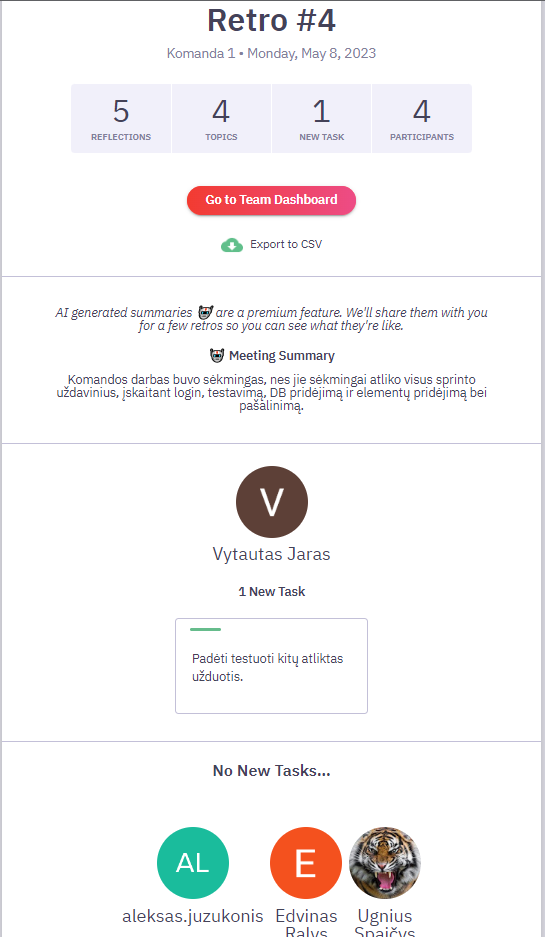 Retro #4
Komanda 1 • Monday, May 8, 2023
5
REFLECTIONS
4
TOPICS
1
NEW TASK
4
PARTICIPANTS
Go to Team Dashboard
Export to CSV
AI generated summaries are a premium feature. We'll share them with you
for a few retros so you can see what they're like.
Meeting Summary
Komandos darbas buvo sėkmingas, nes jie sėkmingai atliko visus sprinto
uždavinius, įskaitant login, testavimą, DB pridėjimą ir elementų pridėjimą bei
pašalinimą.
V
Vytautas Jaras
1 New Task
Padėti testuoti kitų atliktas
užduotis.
No New Tasks...
AL
aleksas.juzukonis
E
Edvinas
Ralys
Ugnius
Spaičys